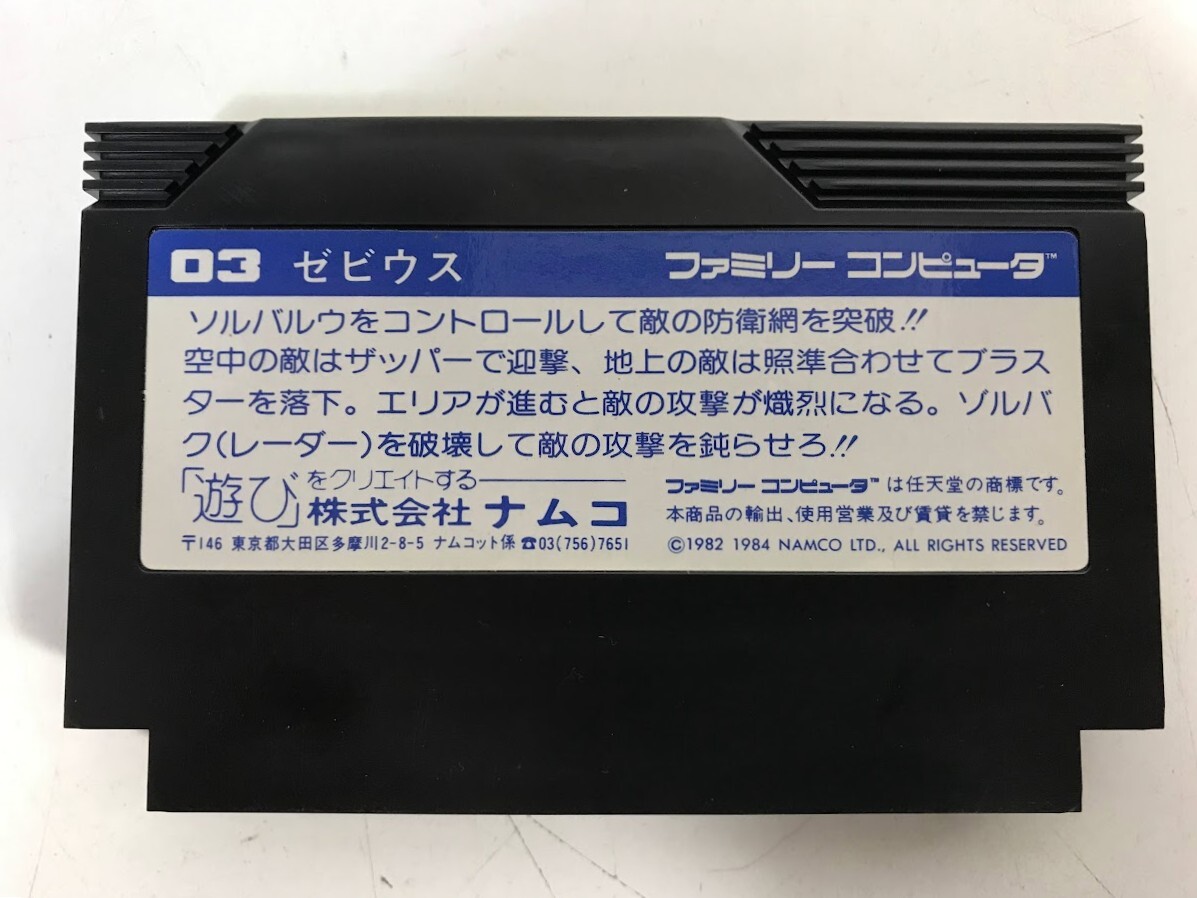 03 ゼビウス ファミリー コンピュータ™
ソルバルウをコントロールして敵の防衛網を突破!!
空中の敵はザッパーで迎撃、地上の敵は照準合わせてブラス
ターを落下。エリアが進むと敵の攻撃が熾烈になる。ゾルバ
ク(レーダー)を破壊して敵の攻撃を鈍らせろ!!
「遊び」をクリエイトする
株式会社 ナムコ
〒146 東京都大田区多摩川2-8-5 ナムコット係 ☎03(756)7651
ファミリー コンピュータ™ は任天堂の商標です。
本商品の輸出、使用営業及び賃貸を禁じます。
©1982 1984 NAMCO LTD., ALL RIGHTS RESERVED